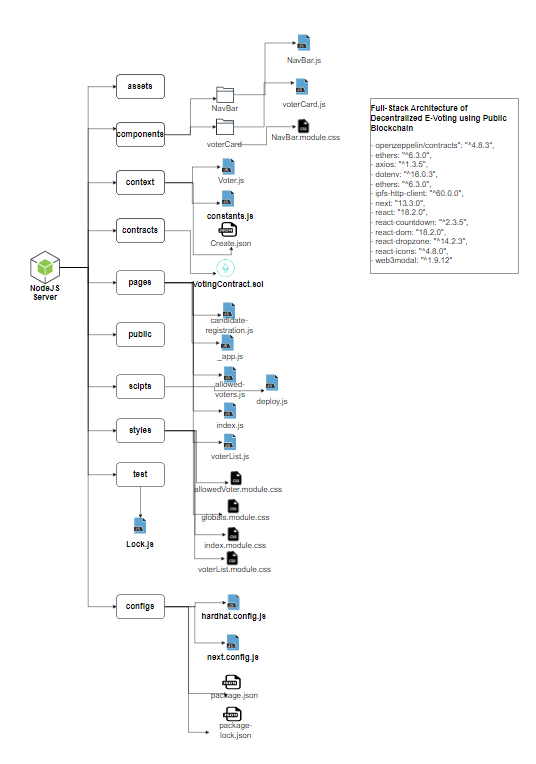 NavBar.js
assets
NavBar
voterCard.js
components
voterCard
NavBar.module.css
Full-Stack Architecture of
Decentralized E-Voting using Public
Blockchain
- openzeppelin/contracts": "^4.8.3",
- ethers: "^6.3.0",
- axios: "^1.3.5",
- dotenv: "^16.0.3",
- ethers: "^6.3.0",
- ipfs-http-client: "^60.0.0",
- next: "13.3.0",
- react: "18.2.0",
- react-countdown: "^2.3.5",
- react-dom: "18.2.0",
- react-dropzone: "^14.2.3",
- react-icons: "^4.8.0",
- web3modal: "^1.9.12"
context
Voter.js
constants.js
contracts
Create.json
NodeJS
Server
pages
VotingContract.sol
candidate-
registration.js
public
_app.js
scipts
allowed-
voters.js
deploy.js
index.js
styles
voterList.js
test
allowedVoter.module.css
globals.module.css
Lock.js
index.module.css
voterList.module.css
configs
hardhat.config.js
next.config.js
package.json
package-
lock.json